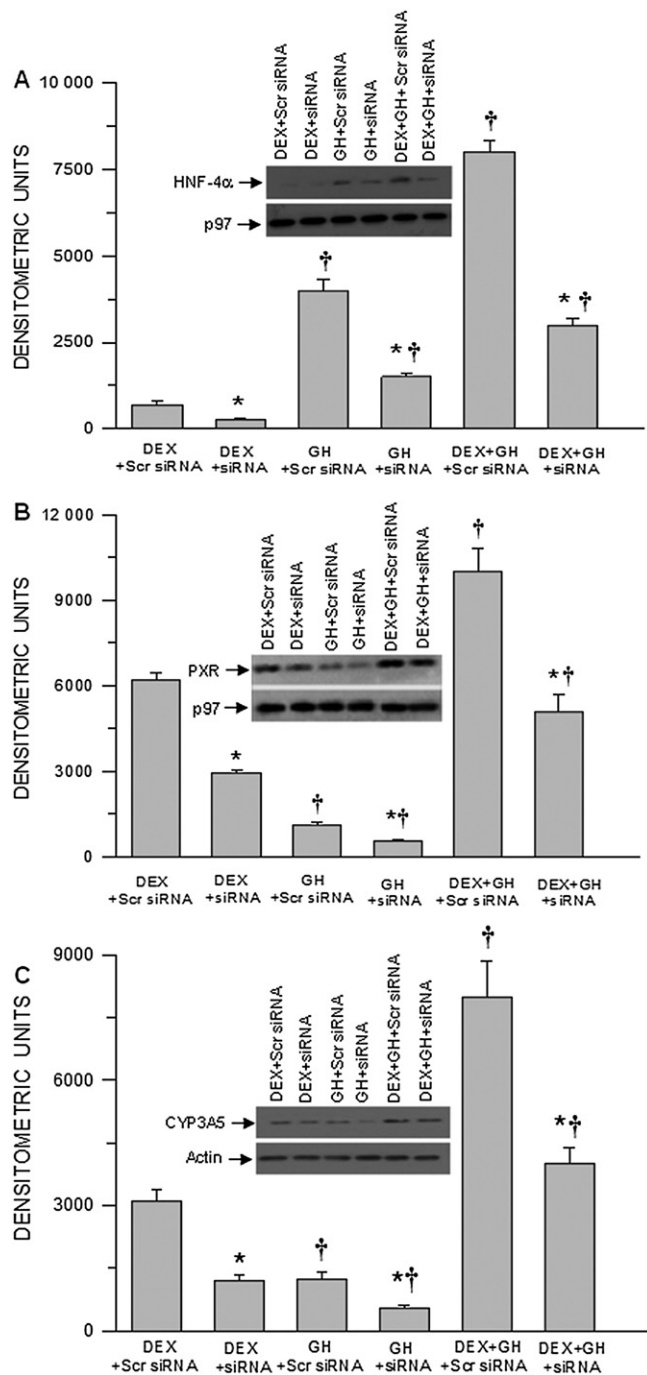 A
DENSITOMETRIC UNITS
10 000
7500
5000
2500
0
DEX+Scr siRNA
DEX+siRNA
GH+Scr siRNA
GH+siRNA
DEX+GH+Scr siRNA
DEX+GH+siRNA
HNF-4α
p97
†
*
† 
* †
* †
DEX
+Scr siRNA
DEX
+siRNA
GH
+Scr siRNA
GH
+siRNA
DEX+GH
+Scr siRNA
DEX+GH
+siRNA
B
DENSITOMETRIC UNITS
12 000
9000
6000
3000
0
DEX+Scr siRNA
DEX+siRNA
GH+Scr siRNA
GH+siRNA
DEX+GH+Scr siRNA
DEX+GH+siRNA
PXR
p97
†
* †
*
†
*†
DEX
+Scr siRNA
DEX
+siRNA
GH
+Scr siRNA
GH
+siRNA
DEX+GH
+Scr siRNA
DEX+GH
+siRNA
C
DENSITOMETRIC UNITS
9000
6000
3000
0
DEX+Scr siRNA
DEX+siRNA
GH+Scr siRNA
GH+siRNA
DEX+GH+Scr siRNA
DEX+GH+siRNA
CYP3A5
Actin
†
*†
*
†
*†
DEX
+Scr siRNA
DEX
+siRNA
GH
+Scr siRNA
GH
+siRNA
DEX+GH
+Scr siRNA
DEX+GH
+siRNA